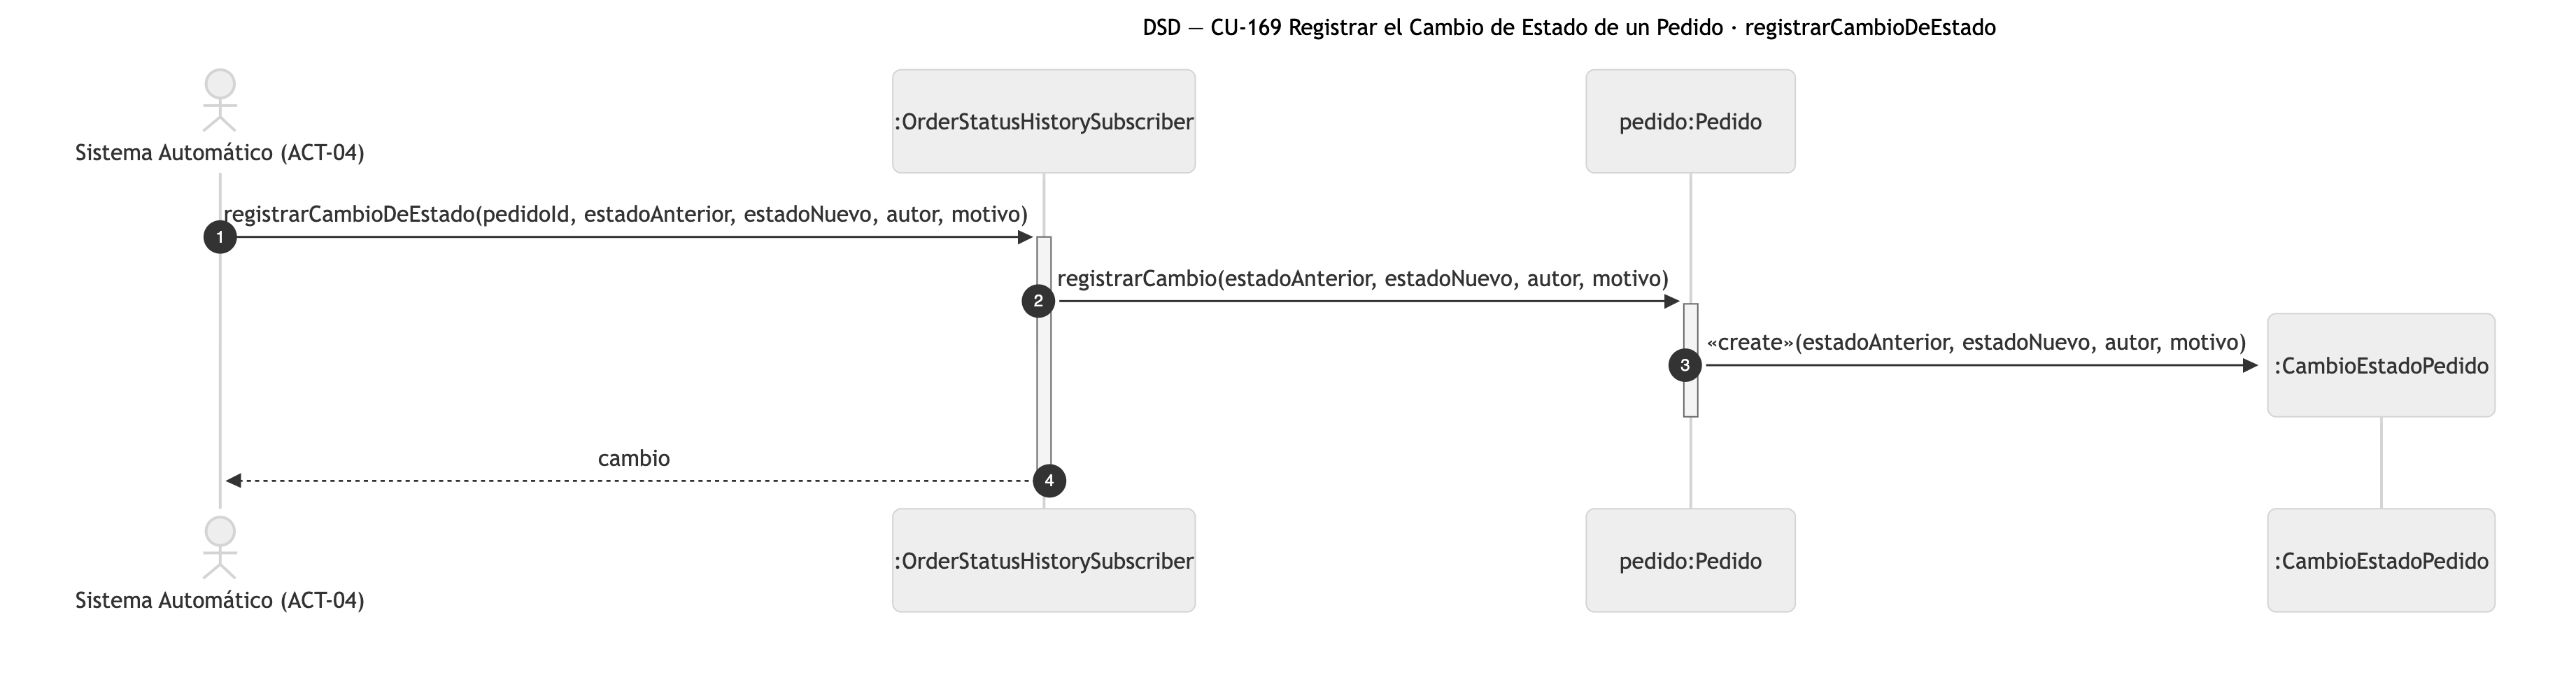 DSD — CU-169 Registrar el Cambio de Estado de un Pedido · registrarCambioDeEstado
Sistema Automático (ACT-04)
:OrderStatusHistorySubscriber
pedido:Pedido
registrarCambioDeEstado(pedidoId, estadoAnterior, estadoNuevo, autor, motivo)
1
registrarCambio(estadoAnterior, estadoNuevo, autor, motivo)
2
«create»(estadoAnterior, estadoNuevo, autor, motivo)
3
:CambioEstadoPedido
cambio
4
Sistema Automático (ACT-04)
:OrderStatusHistorySubscriber
pedido:Pedido
:CambioEstadoPedido